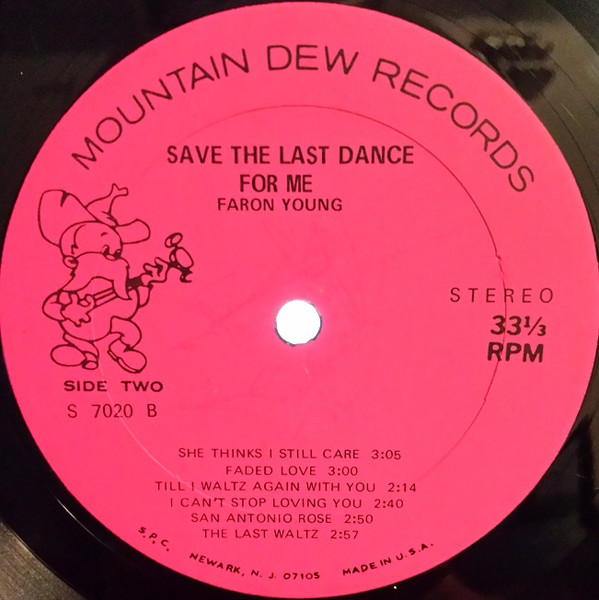 MOUNTAIN DEW RECORDS
SAVE THE LAST DANCE
FOR ME
FARON YOUNG
STEREO
33 1/3
RPM
SIDE TWO
S 7020 B
SHE THINKS I STILL CARE 3:05
FADED LOVE 3:00
TILL I WALTZ AGAIN WITH YOU 2:14
I CAN'T STOP LOVING YOU 2:40
SAN ANTONIO ROSE 2:50
THE LAST WALTZ 2:57
S.P.C. NEWARK, N. J. 07105 MADE IN U.S.A.